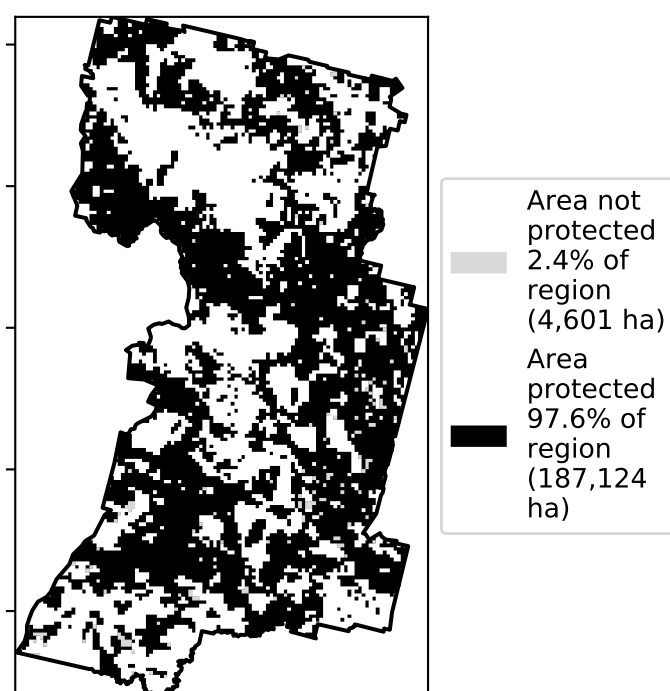 Area not
protected
2.4% of
region
(4,601 ha)
Area
protected
97.6% of
region
(187,124
ha)